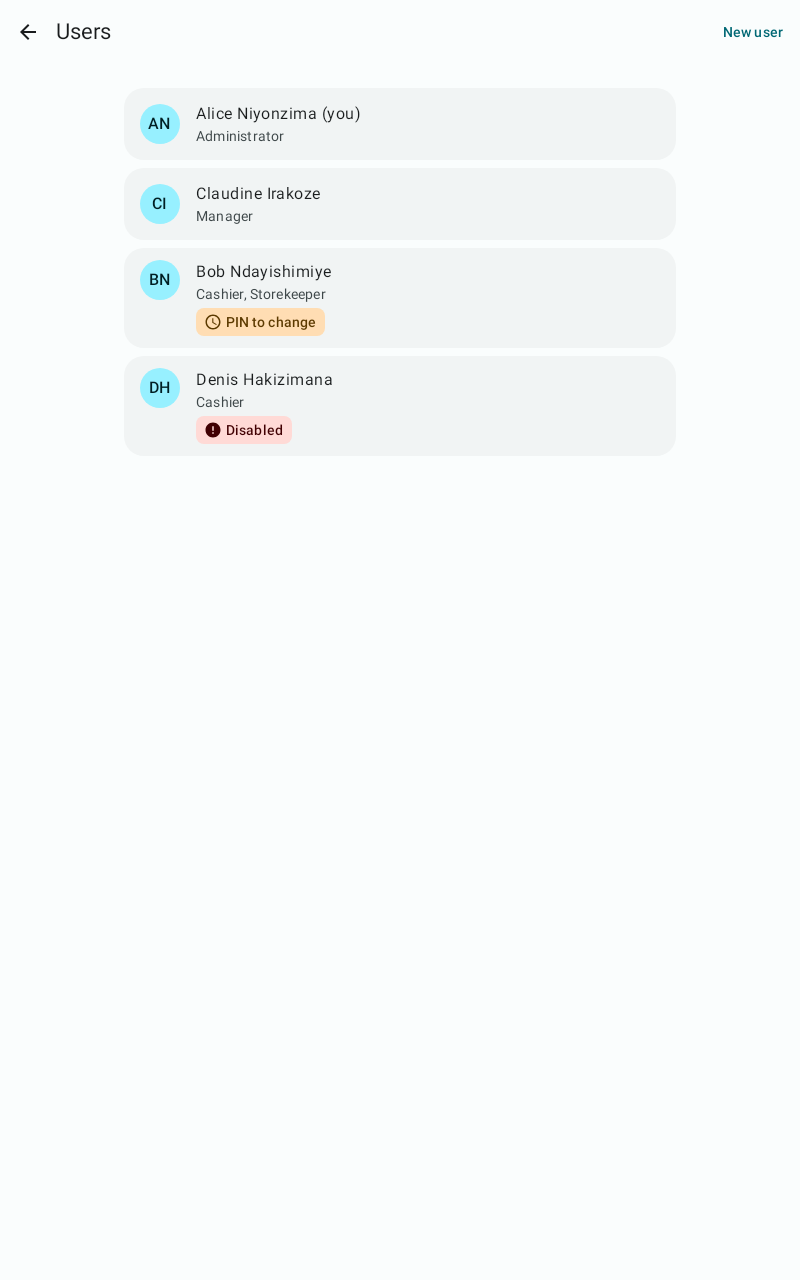 Users
New user
AN
Alice Niyonzima (you)
Administrator
CI
Claudine Irakoze
Manager
BN
Bob Ndayishimiye
Cashier, Storekeeper
PIN to change
DH
Denis Hakizimana
Cashier
Disabled